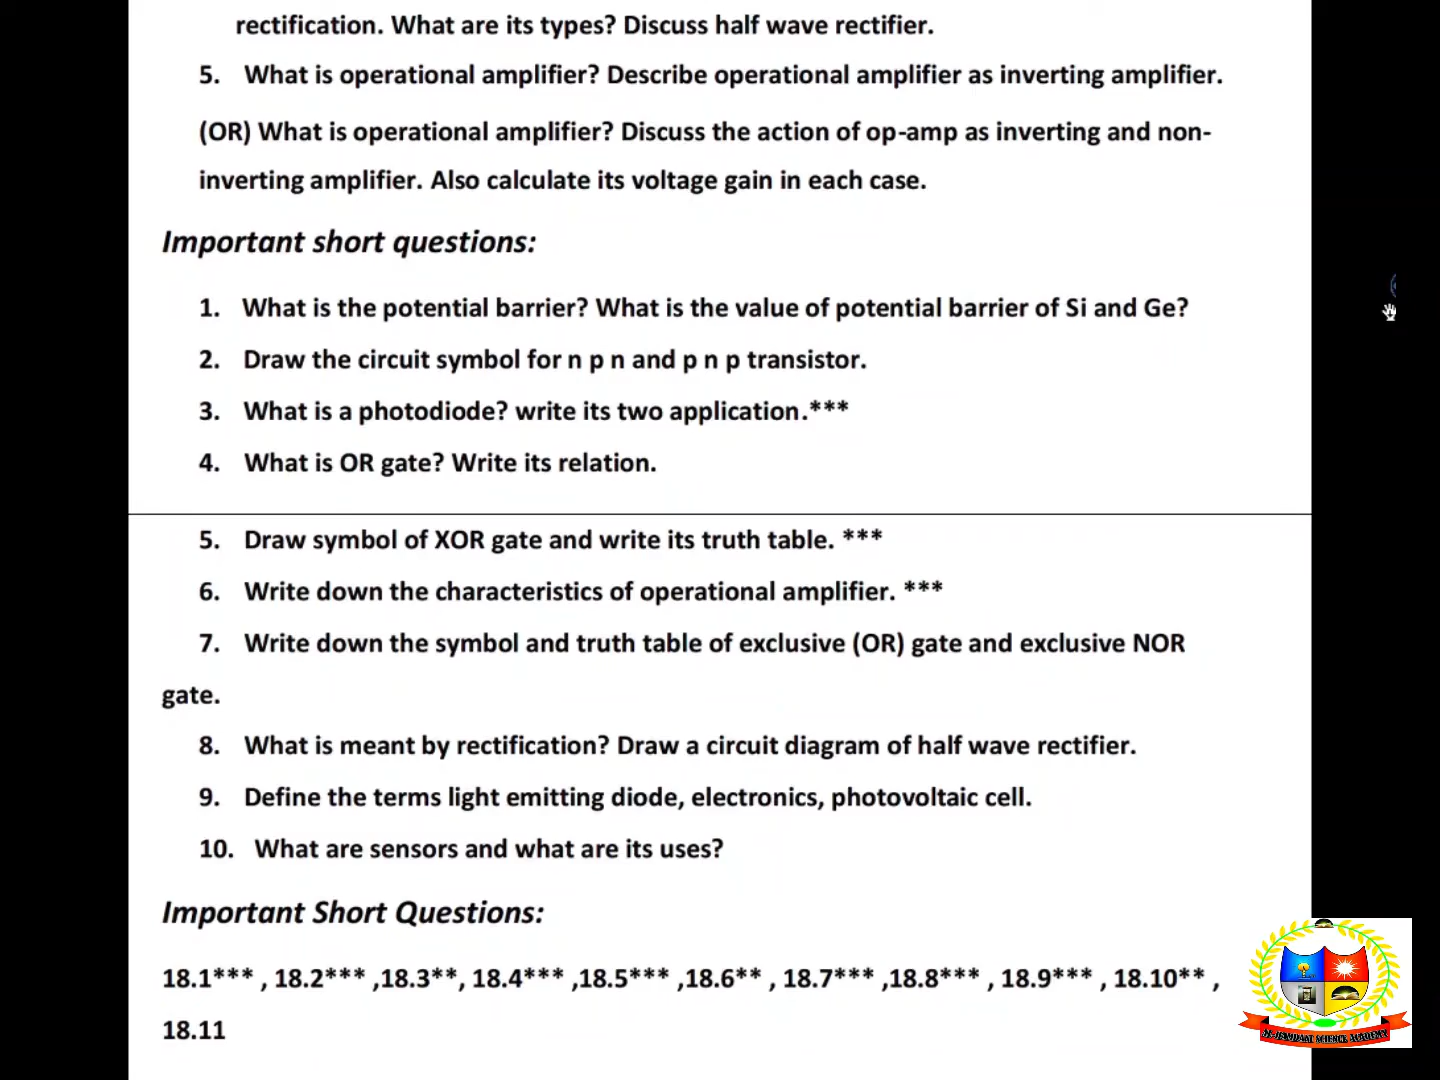 rectification. What are its types? Discuss half wave rectifier.
5. What is operational amplifier? Describe operational amplifier as inverting amplifier.
(OR) What is operational amplifier? Discuss the action of op-amp as inverting and non-
inverting amplifier. Also calculate its voltage gain in each case.
Important short questions:
1. What is the potential barrier? What is the value of potential barrier of Si and Ge?
2. Draw the circuit symbol for n p n and p n p transistor.
3. What is a photodiode? write its two application.***
4. What is OR gate? Write its relation.
5. Draw symbol of XOR gate and write its truth table. ***
6. Write down the characteristics of operational amplifier. ***
7. Write down the symbol and truth table of exclusive (OR) gate and exclusive NOR
gate.
8. What is meant by rectification? Draw a circuit diagram of half wave rectifier.
9. Define the terms light emitting diode, electronics, photovoltaic cell.
10. What are sensors and what are its uses?
Important Short Questions:
18.1*** , 18.2*** ,18.3**, 18.4*** ,18.5*** ,18.6** , 18.7*** ,18.8*** , 18.9*** , 18.10** ,
18.11
SCIENCE ACADEMY